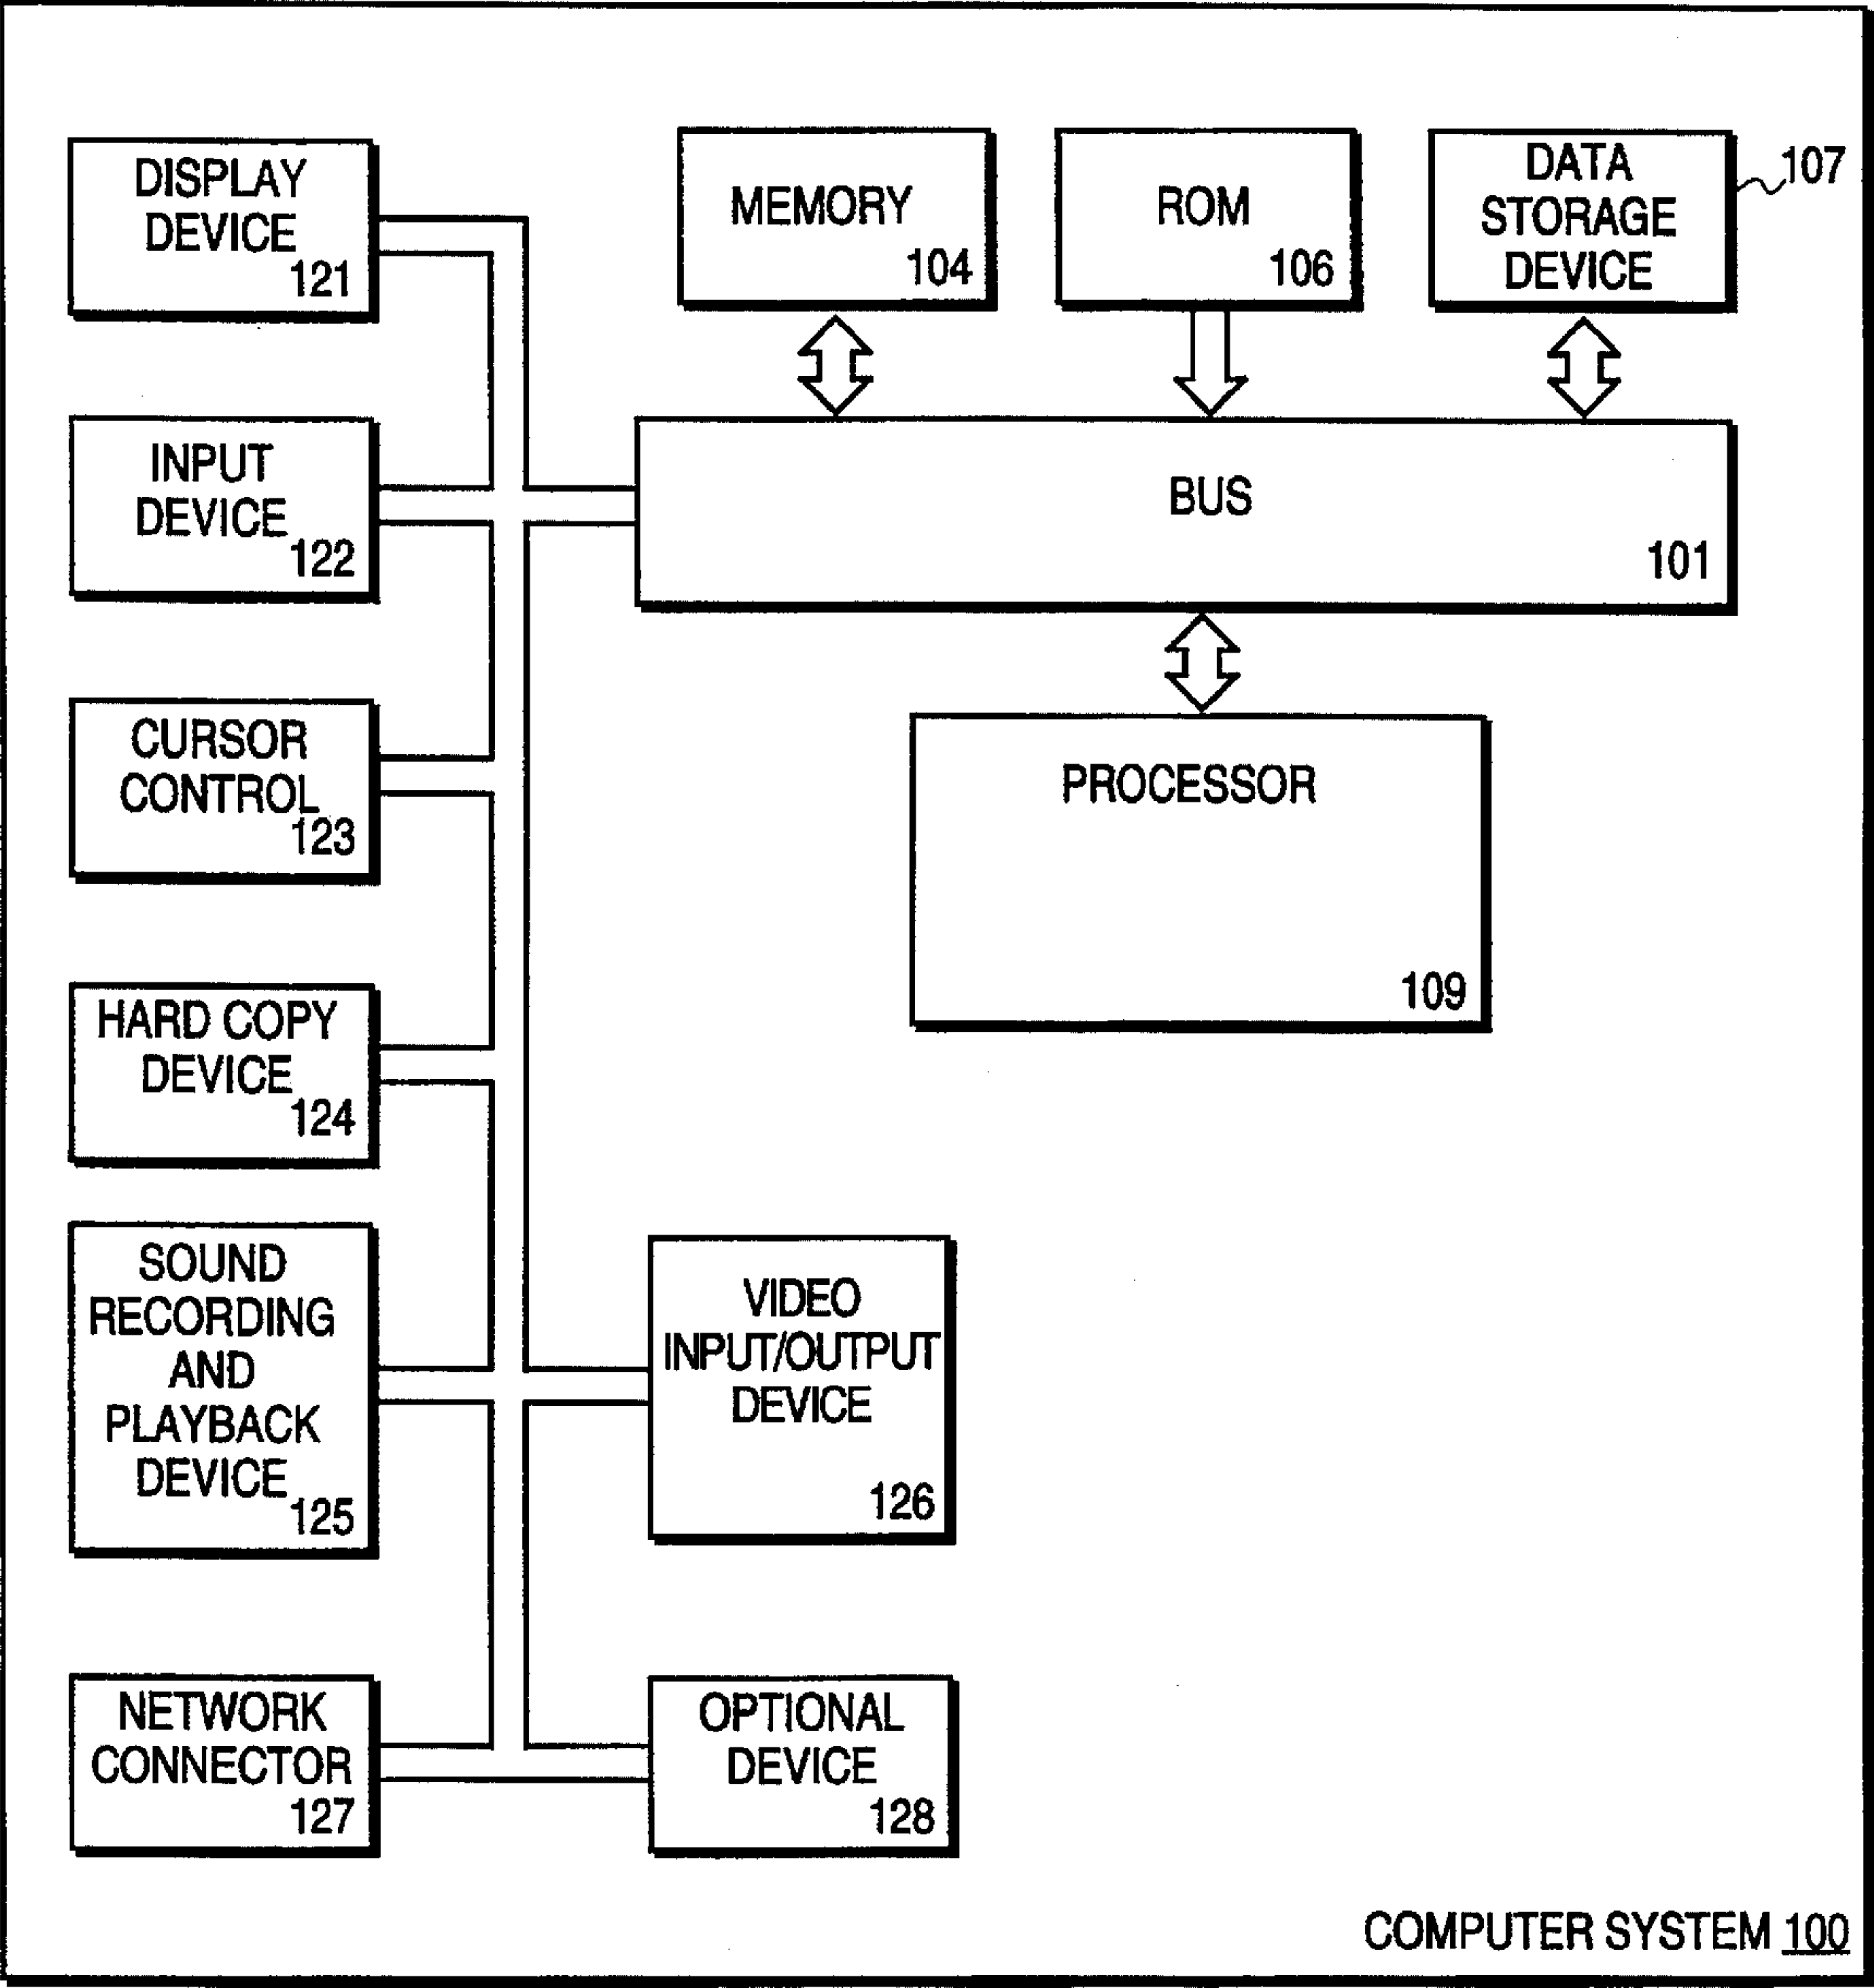 DISPLAY
DEVICE
121
MEMORY
104
ROM
106
DATA
STORAGE
DEVICE
107
INPUT
DEVICE
122
BUS
101
CURSOR
CONTROL
123
PROCESSOR
109
HARD COPY
DEVICE
124
SOUND
RECORDING
AND
PLAYBACK
DEVICE
125
VIDEO
INPUT/OUTPUT
DEVICE
126
NETWORK
CONNECTOR
127
OPTIONAL
DEVICE
128
COMPUTER SYSTEM 100